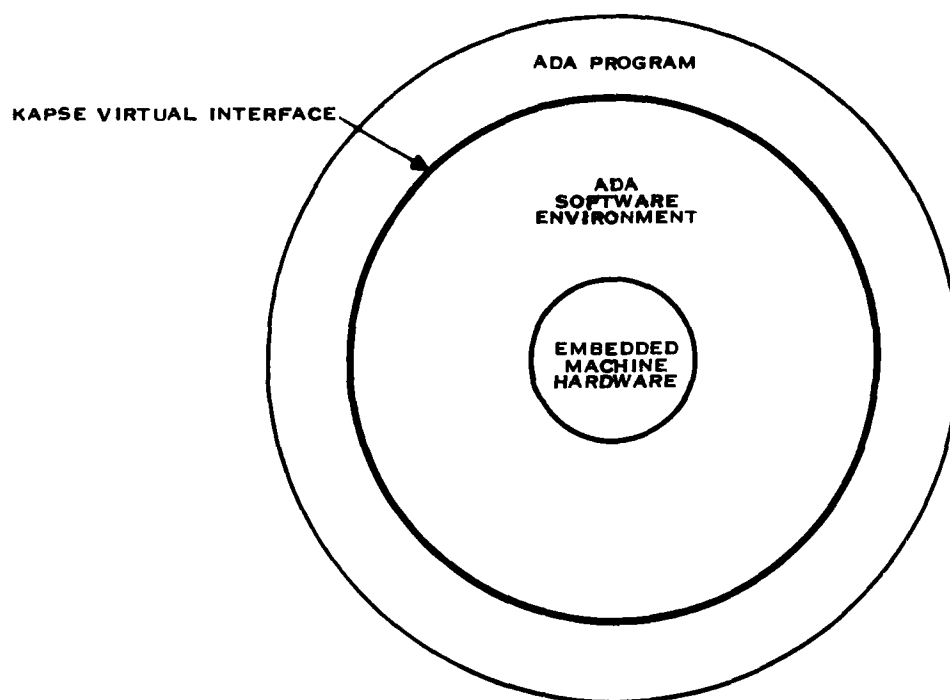 ADA PROGRAM
KAPSE VIRTUAL INTERFACE
ADA
SOFTWARE
ENVIRONMENT
EMBEDDED
MACHINE
HARDWARE